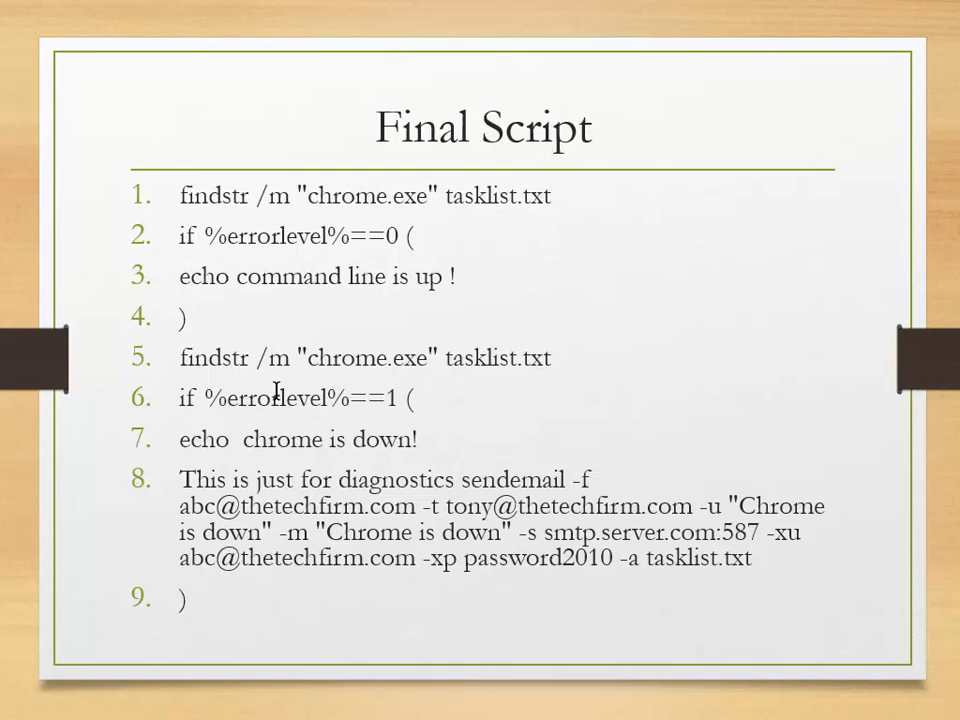 Final Script
1. findstr /m "chrome.exe" tasklist.txt
2. if %errorlevel%==0 (
3. echo command line is up !
4. )
5. findstr /m "chrome.exe" tasklist.txt
6. if %errorlevel%==1 (
7. echo  chrome is down!
8. This is just for diagnostics sendemail -f
abc@thetechfirm.com -t tony@thetechfirm.com -u "Chrome
is down" -m "Chrome is down" -s smtp.server.com:587 -xu
abc@thetechfirm.com -xp password2010 -a tasklist.txt
9. )